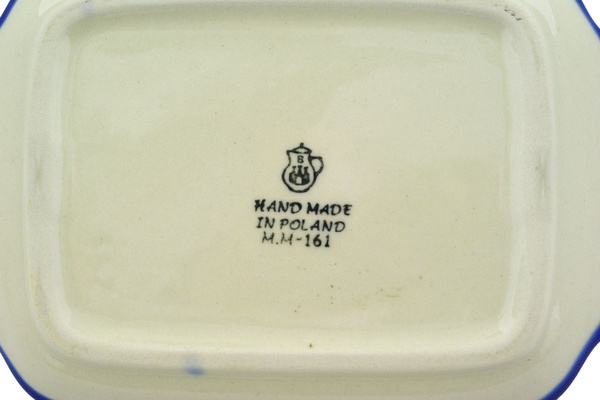 B
HAND MADE
IN POLAND
M.M-161